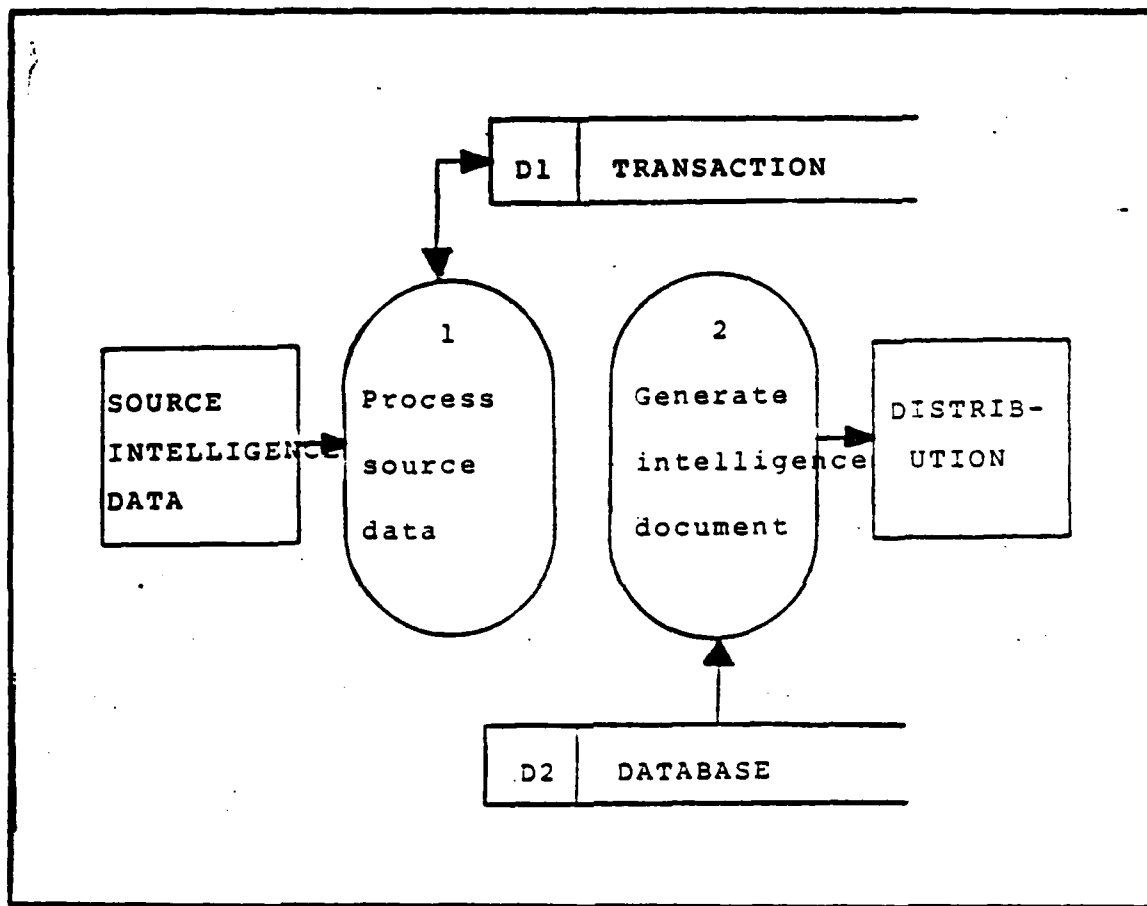 D1 TRANSACTION
1
Process
source
data
2
Generate
intelligence
document
SOURCE
INTELLIGENCE
DATA
DISTRIB-
UTION
D2 DATABASE